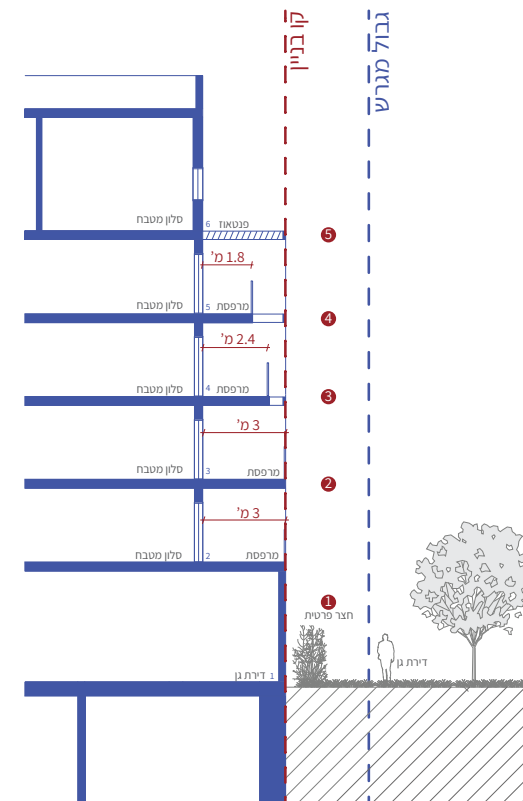 קו בניין
גבול מגרש
סלון מטבח
6 פנטאוז
5
1.8 מ'
סלון מטבח
5 מרפסת
4
2.4 מ'
סלון מטבח
4 מרפסת
3
3 מ'
סלון מטבח
3
מרפסת
2
3 מ'
סלון מטבח
2
מרפסת
1
חצר פרטית
דירת גן
1 דירת גן